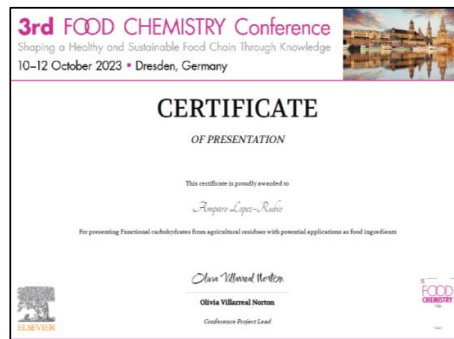 3rd FOOD CHEMISTRY Conference
Shaping a Healthy and Sustainable Food Chain Through Knowledge
10–12 October 2023 • Dresden, Germany
CERTIFICATE
OF PRESENTATION
This certificate is proudly awarded to
Amparo Lopez-Rubio
For presenting Functional carbohydrates from agricultural residues with potential applications as food ingredients
Olivia Villarreal Norton
Olivia Villarreal Norton
Conference Project Lead
ELSEVIER
FOOD
CHEMISTRY